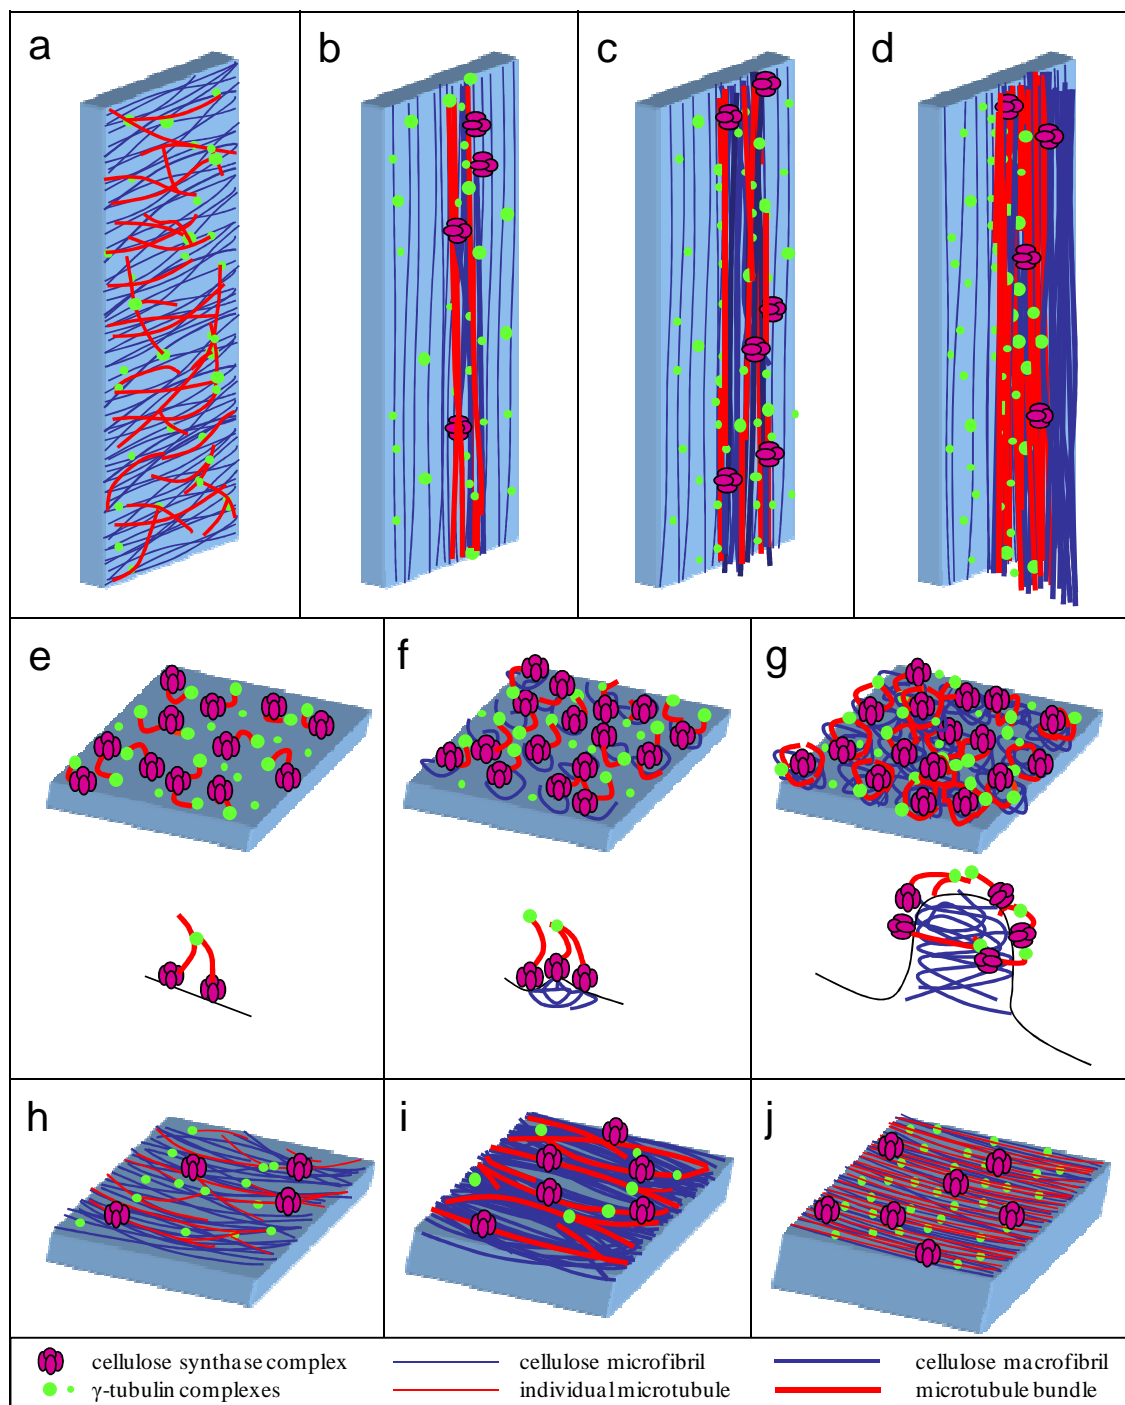 a b c d
e f g
h i j
cellulose synthase complex cellulose microfibril cellulose macrofibril
γ-tubulin complexes individual microtubule microtubule bundle